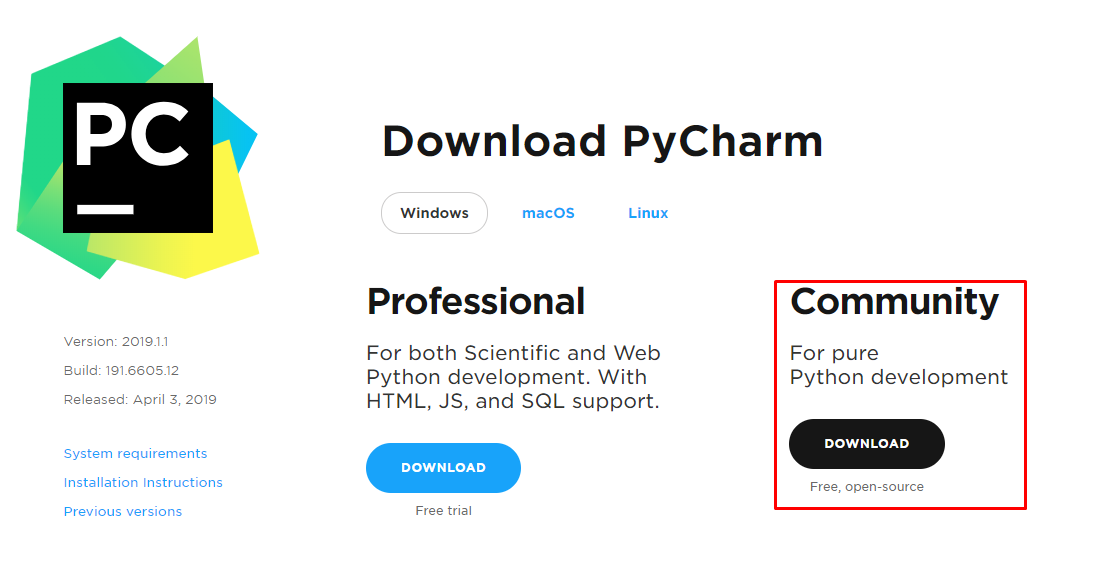 PC
Download PyCharm
Windows
macOS
Linux
Professional
For both Scientific and Web
Python development. With
HTML, JS, and SQL support.
DOWNLOAD
Free trial
Community
For pure
Python development
DOWNLOAD
Free, open-source
Version: 2019.1.1
Build: 191.6605.12
Released: April 3, 2019
System requirements
Installation Instructions
Previous versions